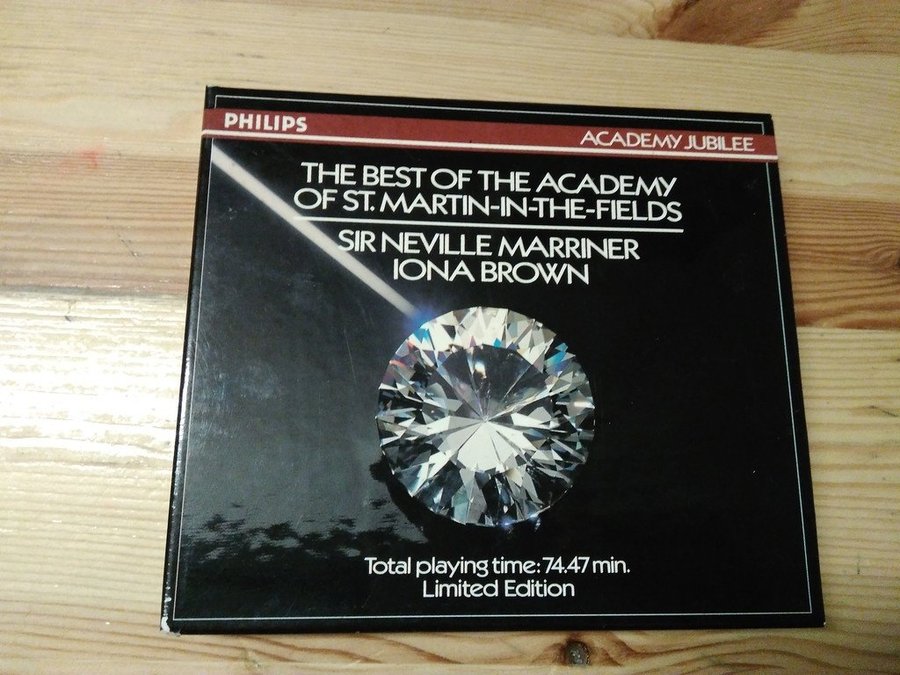 PHILIPS
ACADEMY JUBILEE
THE BEST OF THE ACADEMY
OF ST. MARTIN-IN-THE-FIELDS
SIR NEVILLE MARRINER
IONA BROWN
Total playing time: 74.47 min.
Limited Edition